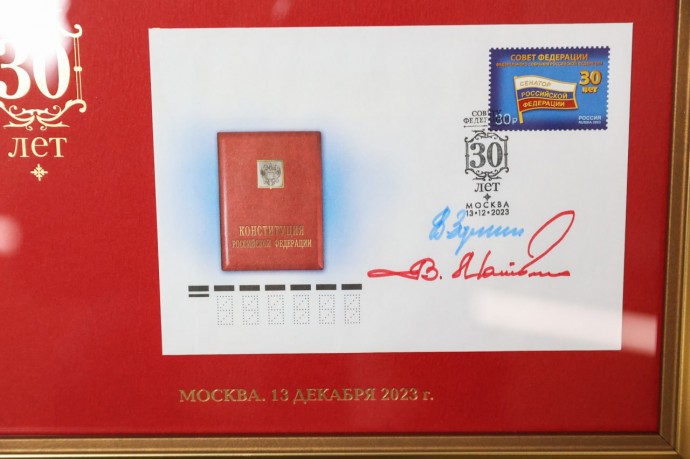 30
лет
СОВЕТ ФЕДЕРАЦИИ
30
лет
СЕНАТОР
РОССИЙСКОЙ
ФЕДЕРАЦИИ
30₽
РОССИЯ
30
лет
МОСКВА
13•12•2023
КОНСТИТУЦИЯ
РОССИЙСКОЙ ФЕДЕРАЦИИ
МОСКВА. 13 ДЕКАБРЯ 2023 г.